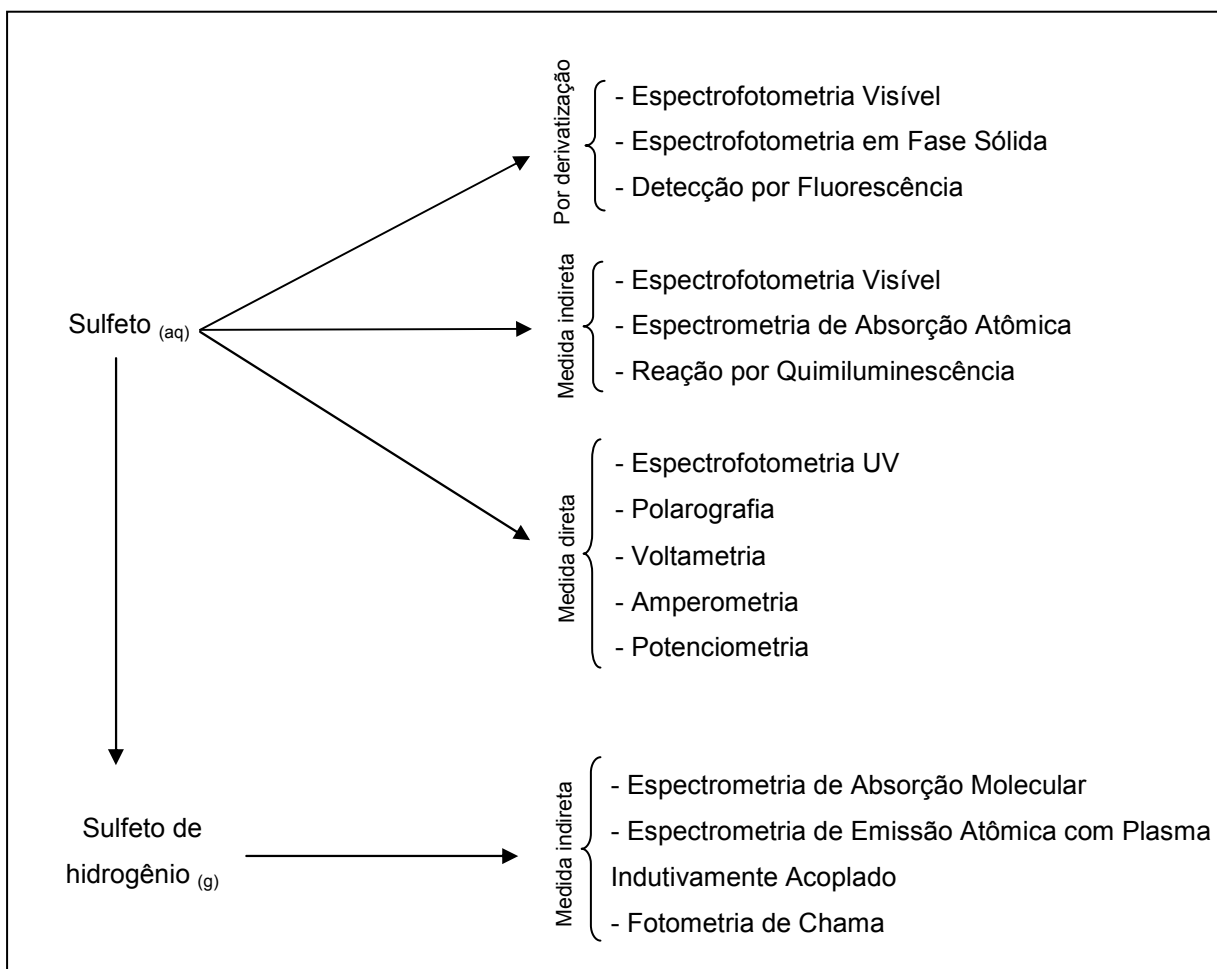 Por derivatização
- Espectrofotometria Visível
- Espectrofotometria em Fase Sólida
- Detecção por Fluorescência
Sulfeto (aq)
Medida indireta
- Espectrofotometria Visível
- Espectrometria de Absorção Atômica
- Reação por Quimiluminescência
Medida direta
- Espectrofotometria UV
- Polarografia
- Voltametria
- Amperometria
- Potenciometria
Sulfeto de
hidrogênio (g)
Medida indireta
- Espectrometria de Absorção Molecular
- Espectrometria de Emissão Atômica com Plasma
Indutivamente Acoplado
- Fotometria de Chama